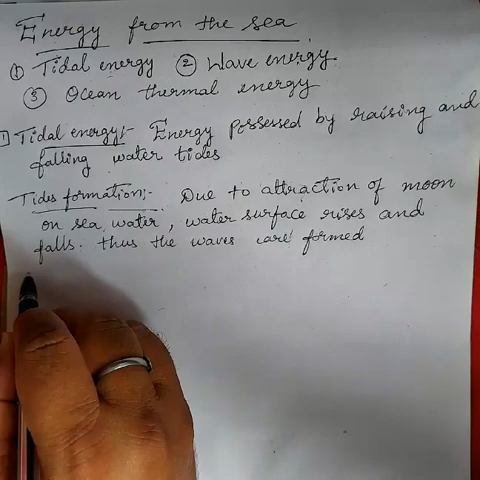 Energy from the sea
① Tidal energy ② Wave energy
③ Ocean thermal energy
① Tidal energy:- Energy possessed by raising and
falling water tides
Tides formation:- Due to attraction of moon
on sea water, water surface rises and
falls. thus the waves are formed